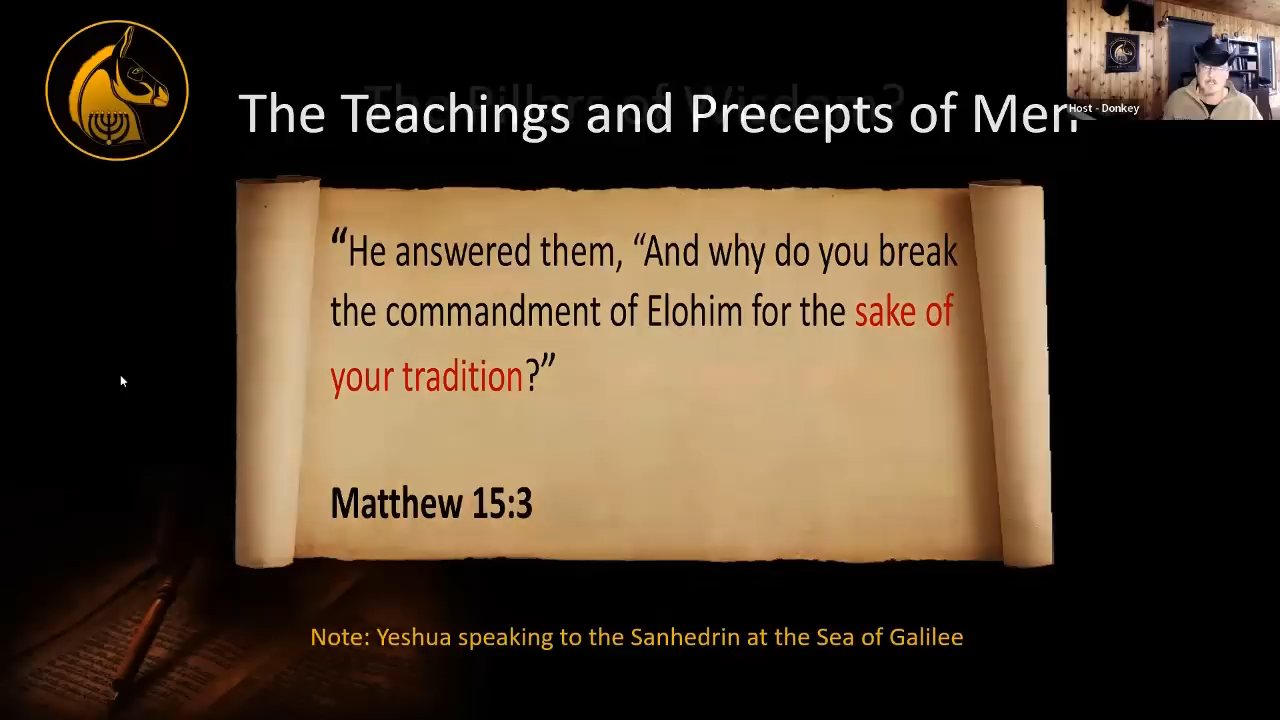 The Teachings and Precepts of Men
Host - Donkey
“He answered them, “And why do you break
the commandment of Elohim for the sake of
your tradition?”
Matthew 15:3
Note: Yeshua speaking to the Sanhedrin at the Sea of Galilee